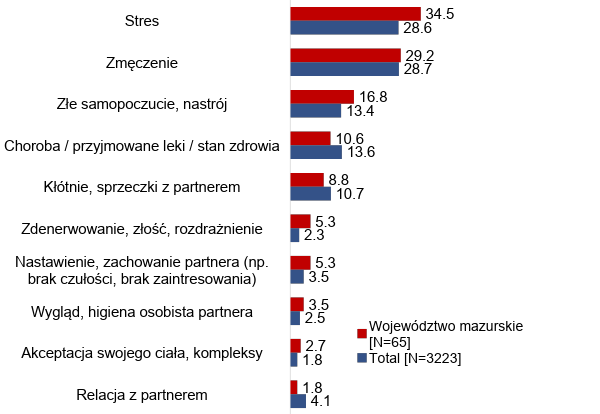 Stres
34.5
28.6
Zmęczenie
29.2
28.7
Złe samopoczucie, nastrój
16.8
13.4
Choroba / przyjmowane leki / stan zdrowia
10.6
13.6
Kłótnie, sprzeczki z partnerem
8.8
10.7
Zdenerwowanie, złość, rozdrażnienie
5.3
2.3
Nastawienie, zachowanie partnera (np.
brak czułości, brak zaintresowania)
5.3
3.5
Wygląd, higiena osobista partnera
3.5
2.5
Akceptacja swojego ciała, kompleksy
2.7
1.8
Relacja z partnerem
1.8
4.1
Województwo mazurskie
[N=65]
Total [N=3223]